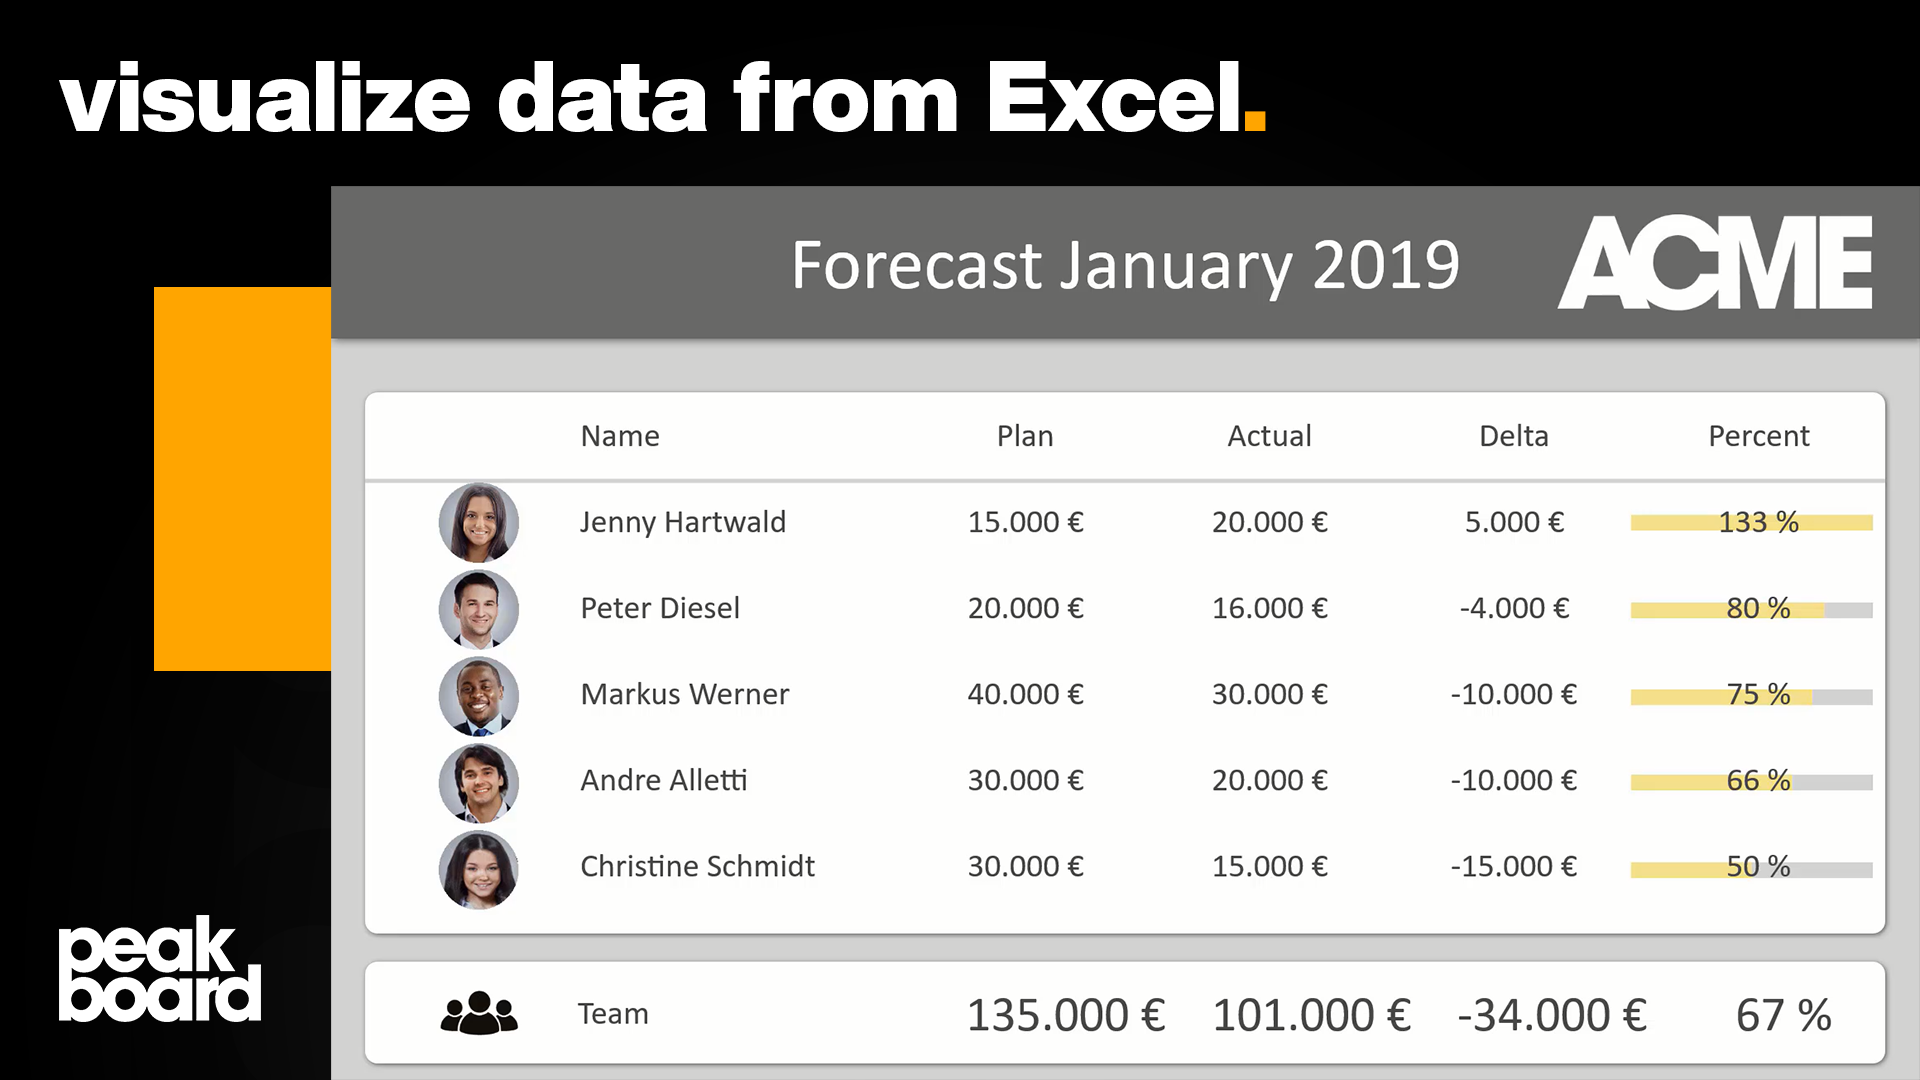 visualize data from Excel.
Forecast January 2019 ACME
Name Plan Actual Delta Percent
Jenny Hartwald 15.000 € 20.000 € 5.000 € 133 %
Peter Diesel 20.000 € 16.000 € -4.000 € 80 %
Markus Werner 40.000 € 30.000 € -10.000 € 75 %
Andre Alletti 30.000 € 20.000 € -10.000 € 66 %
Christine Schmidt 30.000 € 15.000 € -15.000 € 50 %
Team 135.000 € 101.000 € -34.000 € 67 %
peak
board